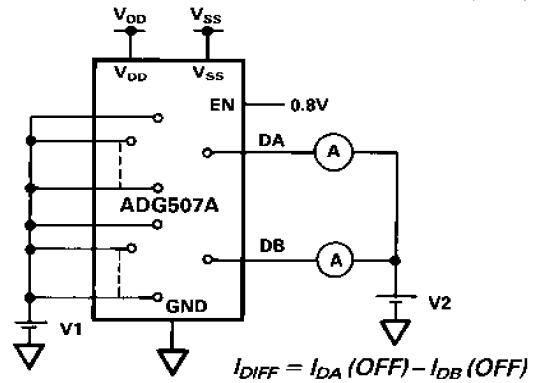 VDD VSS
VDD VSS
EN 0.8V
DA A
ADG507A
DB A
GND
V1 V2
IDIFF = IDA (OFF) – IDB (OFF)